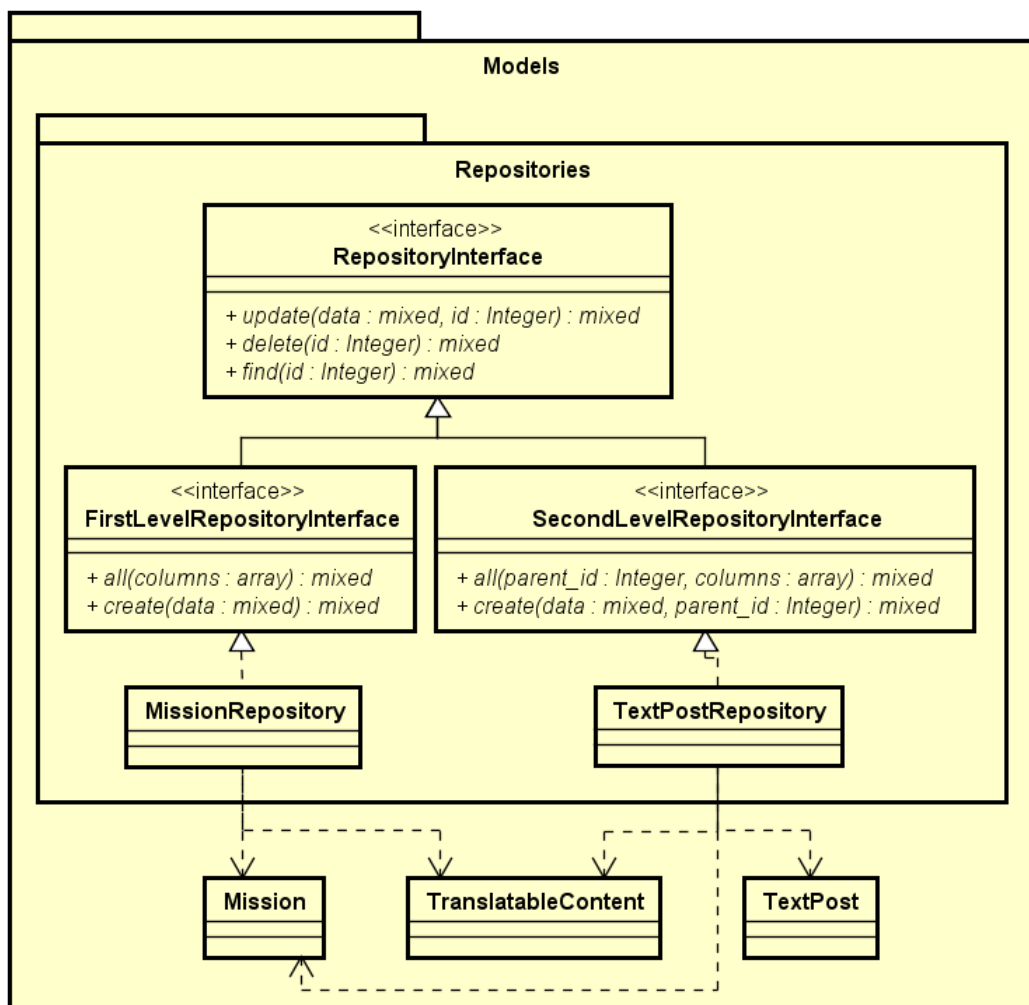 Models
Repositories
<<interface>>
RepositoryInterface
+ update(data : mixed, id : Integer) : mixed
+ delete(id : Integer) : mixed
+ find(id : Integer) : mixed
<<interface>>
FirstLevelRepositoryInterface
+ all(columns : array) : mixed
+ create(data : mixed) : mixed
<<interface>>
SecondLevelRepositoryInterface
+ all(parent_id : Integer, columns : array) : mixed
+ create(data : mixed, parent_id : Integer) : mixed
MissionRepository
TextPostRepository
Mission
TranslatableContent
TextPost